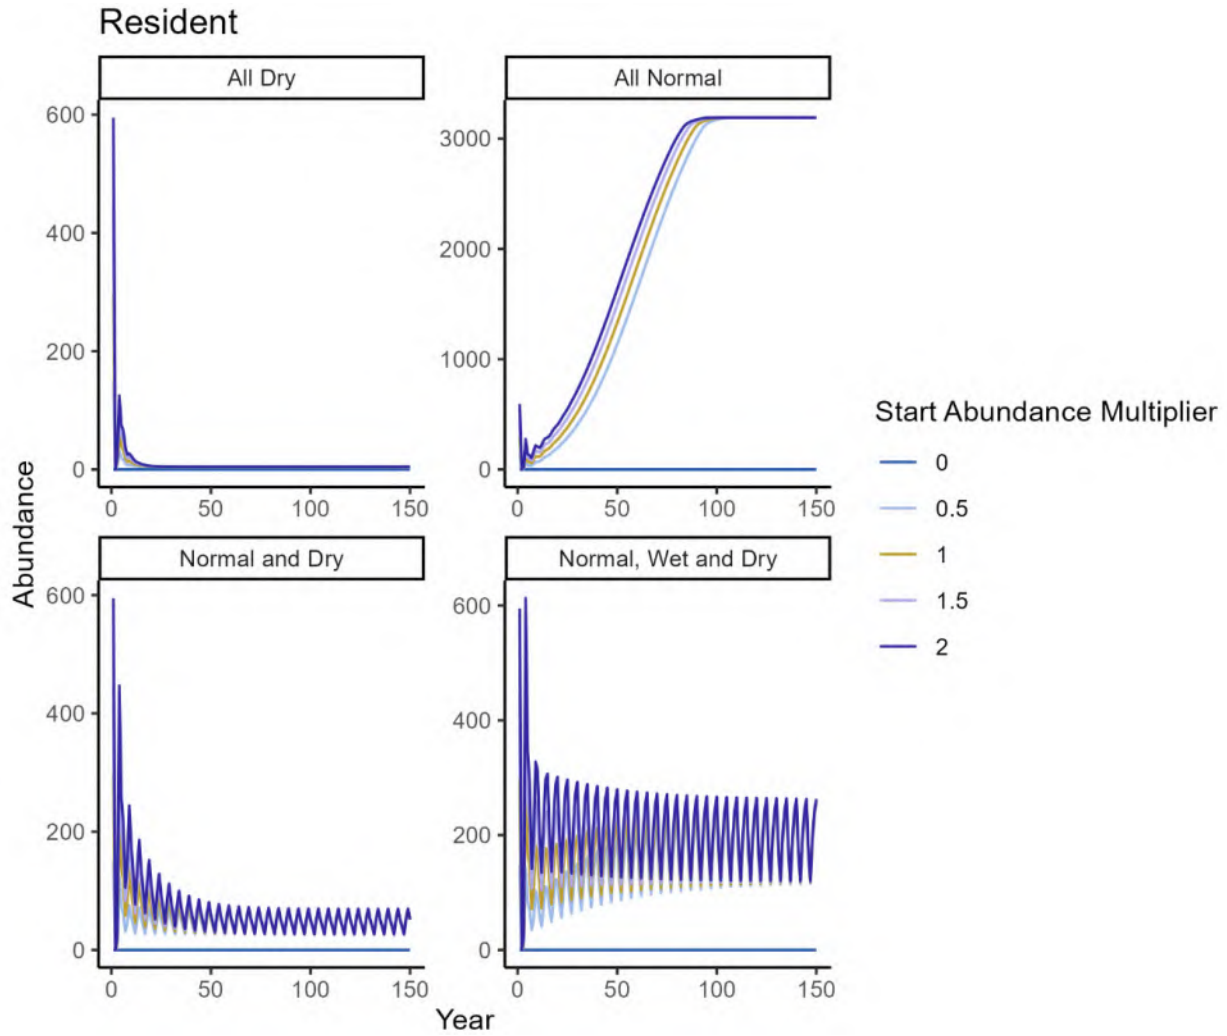 Resident
All Dry
All Normal
600
400
200
0
0 50 100 150
3000
2000
1000
0
0 50 100 150
Abundance
Normal and Dry
Normal, Wet and Dry
600
400
200
0
0 50 100 150
600
400
200
0
0 50 100 150
Year
Start Abundance Multiplier
0
0.5
1
1.5
2